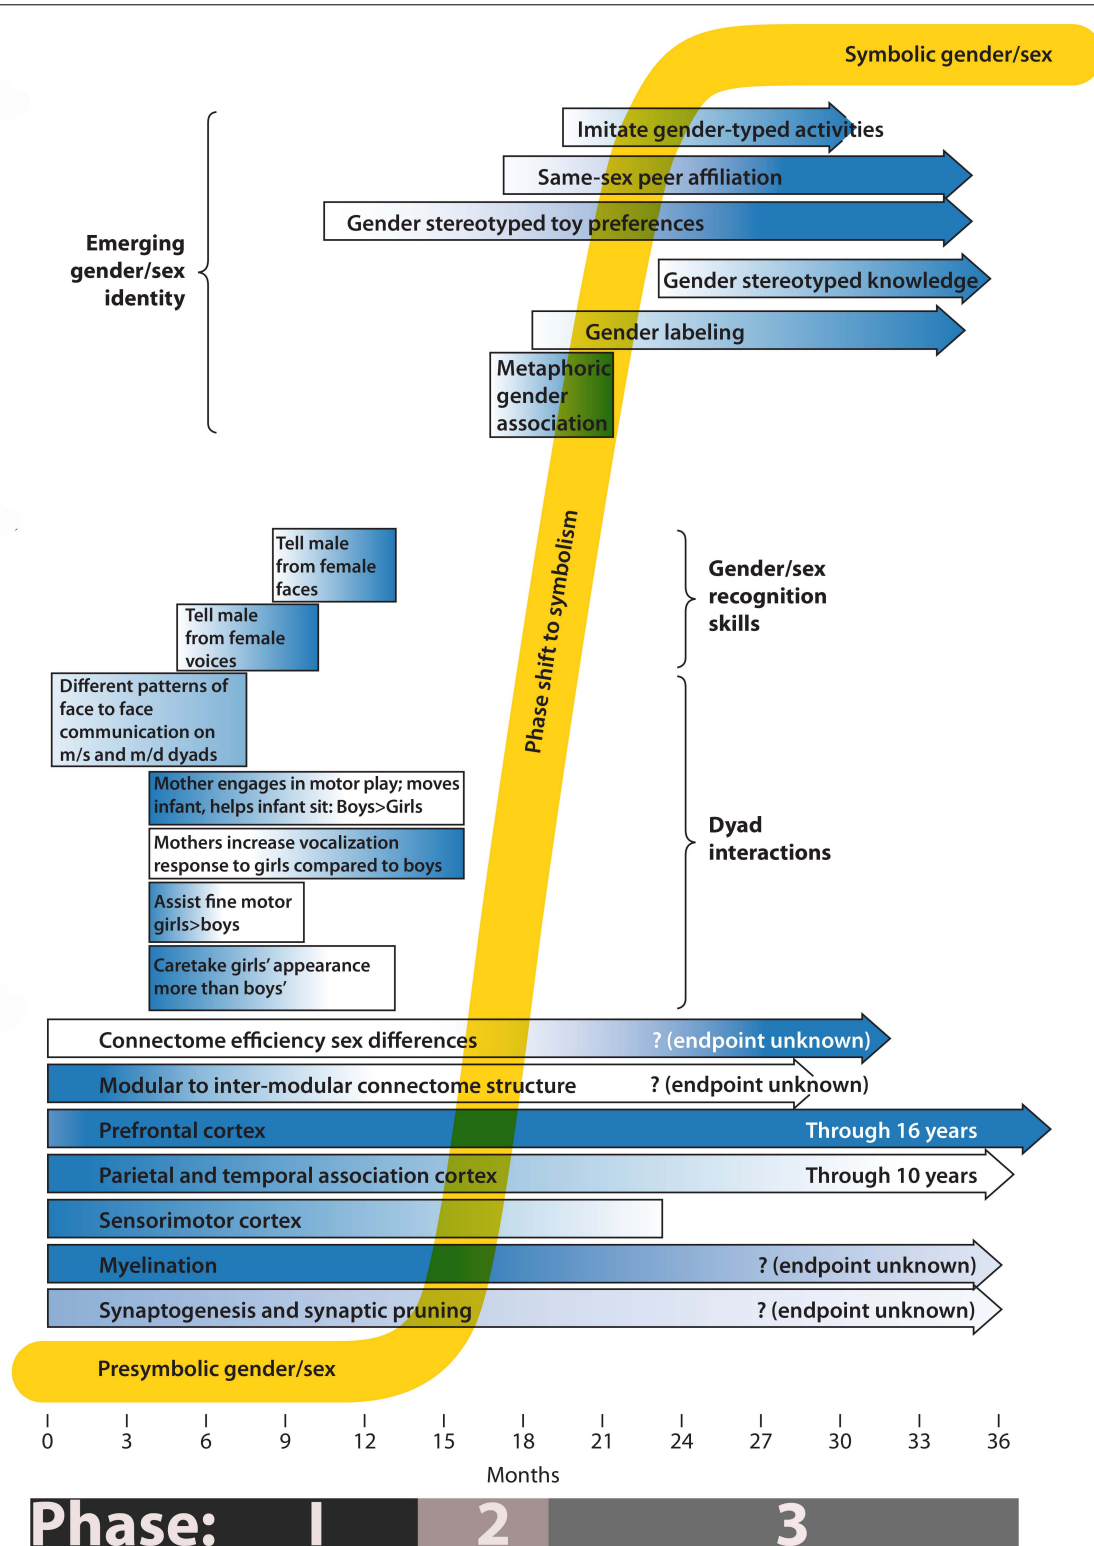 Symbolic gender/sex
Imitate gender-typed activities
Same-sex peer affiliation
Gender stereotyped toy preferences
Emerging
gender/sex
identity
Gender stereotyped knowledge
Gender labeling
Metaphoric
gender
association
Phase shift to symbolism
Tell male
from female
faces
Gender/sex
recognition
skills
Tell male
from female
voices
Different patterns of
face to face
communication on
m/s and m/d dyads
Mother engages in motor play; moves
infant, helps infant sit: Boys>Girls
Mothers increase vocalization
response to girls compared to boys
Dyad
interactions
Assist fine motor
girls>boys
Caretake girls' appearance
more than boys'
Connectome efficiency sex differences ? (endpoint unknown)
Modular to inter-modular connectome structure ? (endpoint unknown)
Prefrontal cortex Through 16 years
Parietal and temporal association cortex Through 10 years
Sensorimotor cortex
Myelination ? (endpoint unknown)
Synaptogenesis and synaptic pruning ? (endpoint unknown)
Presymbolic gender/sex
0 3 6 9 12 15 18 21 24 27 30 33 36
Months
Phase: I 2 3